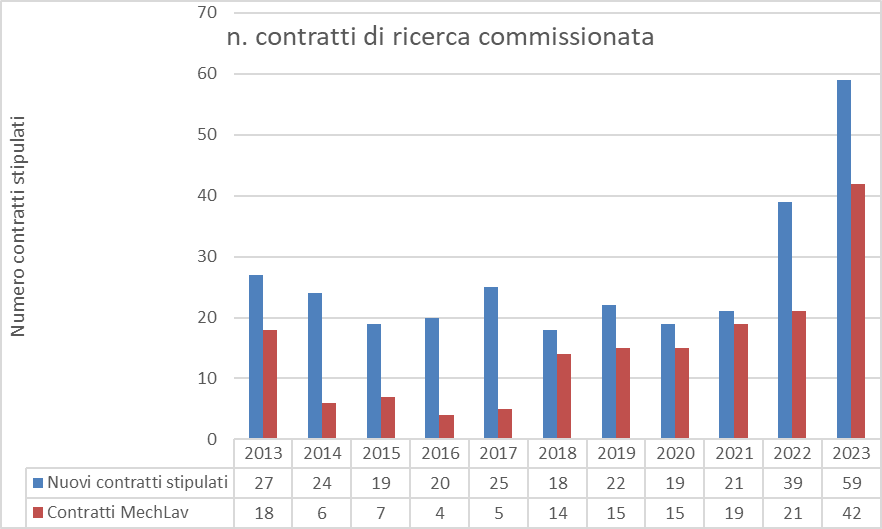 n. contratti di ricerca commissionata
Numero contratti stipulati
70
60
50
40
30
20
10
0
2013 2014 2015 2016 2017 2018 2019 2020 2021 2022 2023
Nuovi contratti stipulati 27 24 19 20 25 18 22 19 21 39 59
Contratti MechLav 18 6 7 4 5 14 15 15 19 21 42